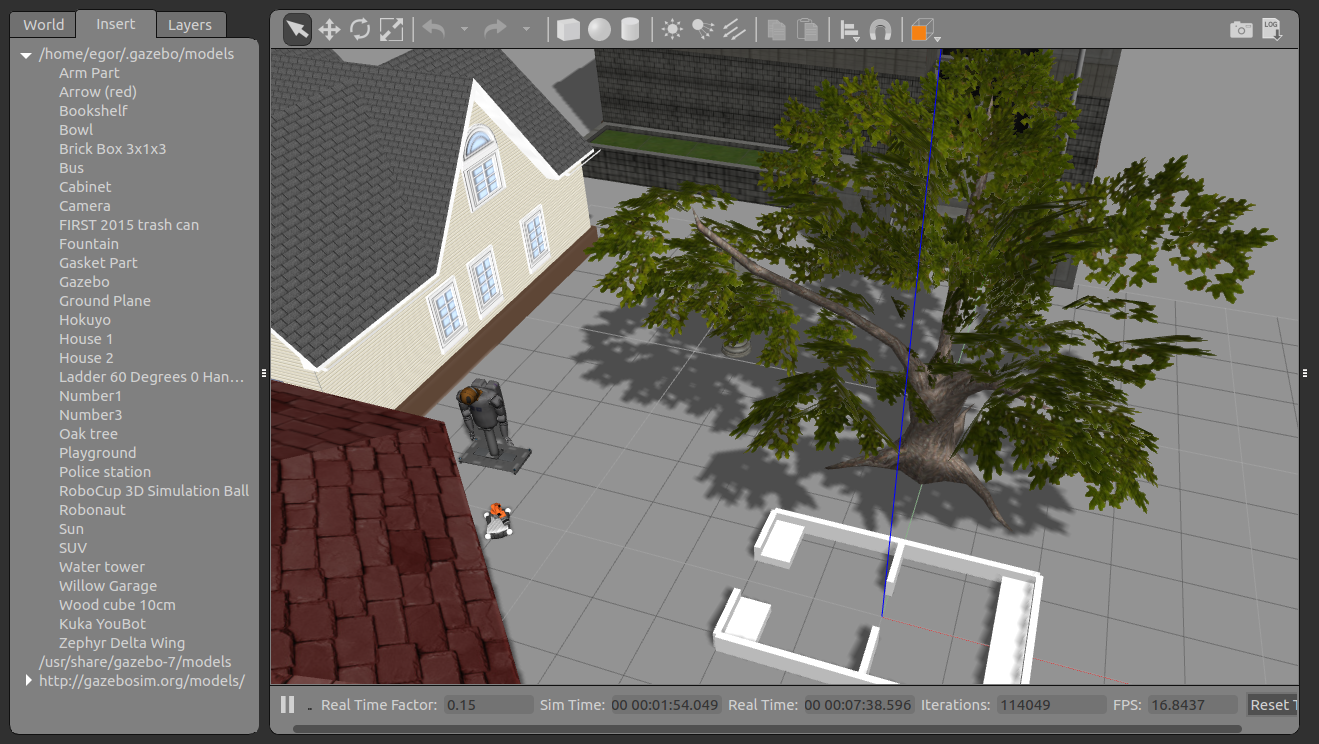 World Insert Layers
/home/egor/.gazebo/models
Arm Part
Arrow (red)
Bookshelf
Bowl
Brick Box 3x1x3
Bus
Cabinet
Camera
FIRST 2015 trash can
Fountain
Gasket Part
Gazebo
Ground Plane
Hokuyo
House 1
House 2
Ladder 60 Degrees 0 Han...
Number1
Number3
Oak tree
Playground
Police station
RoboCup 3D Simulation Ball
Robonaut
Sun
SUV
Water tower
Willow Garage
Wood cube 10cm
Kuka YouBot
Zephyr Delta Wing
/usr/share/gazebo-7/models
http://gazebosim.org/models/
LOG
Real Time Factor: 0.15 Sim Time: 00 00:01:54.049 Real Time: 00 00:07:38.596 Iterations: 114049 FPS: 16.8437 Reset T